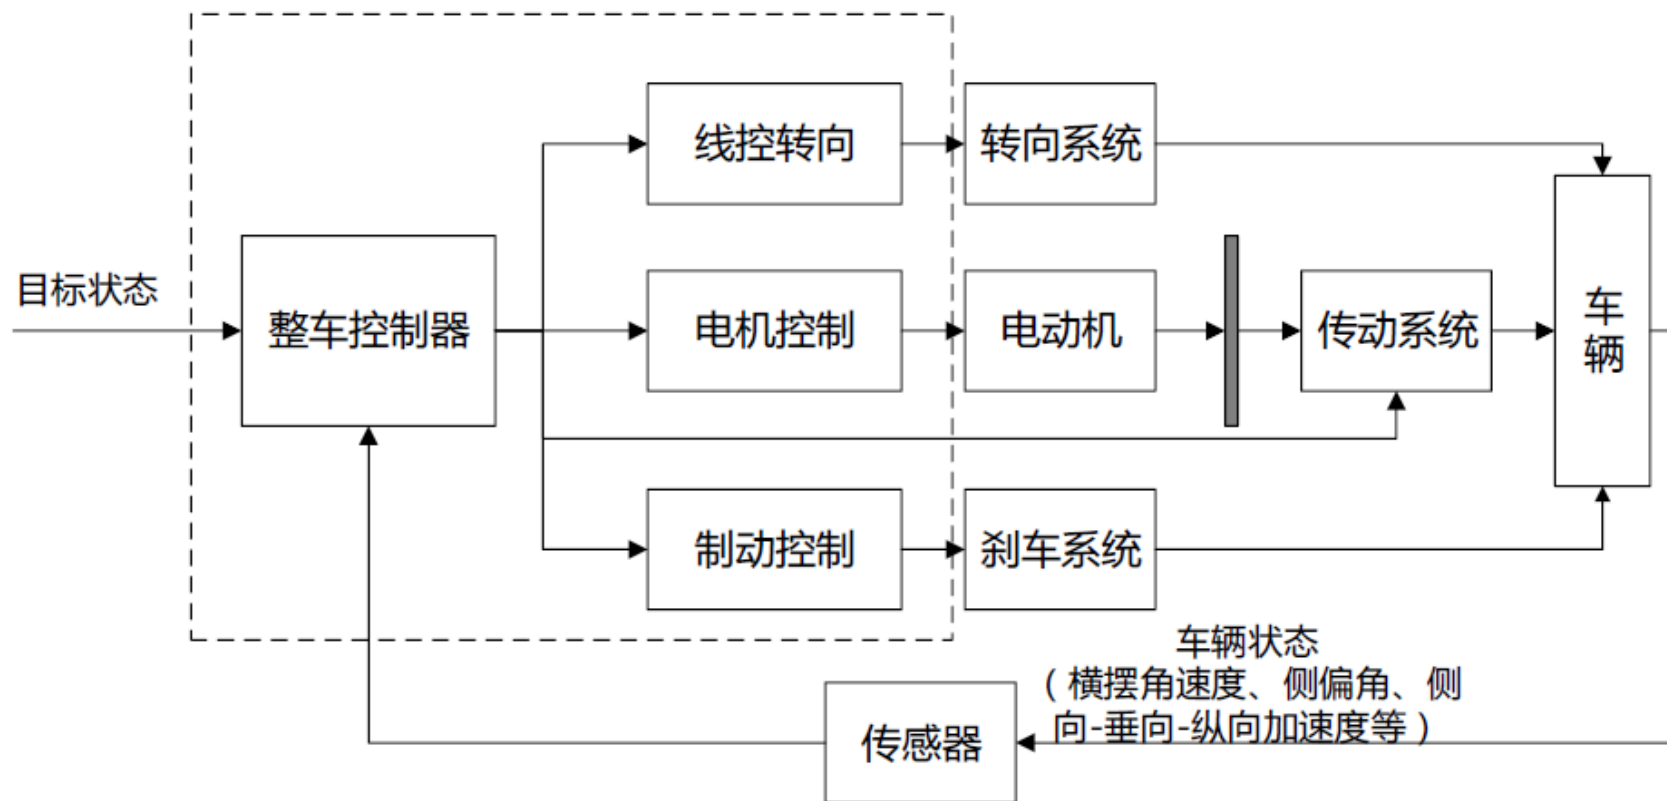 线控转向
转向系统
目标状态
整车控制器
电机控制
电动机
传动系统
车
辆
制动控制
刹车系统
车辆状态
（横摆角速度、侧偏角、侧
向-垂向-纵向加速度等）
传感器